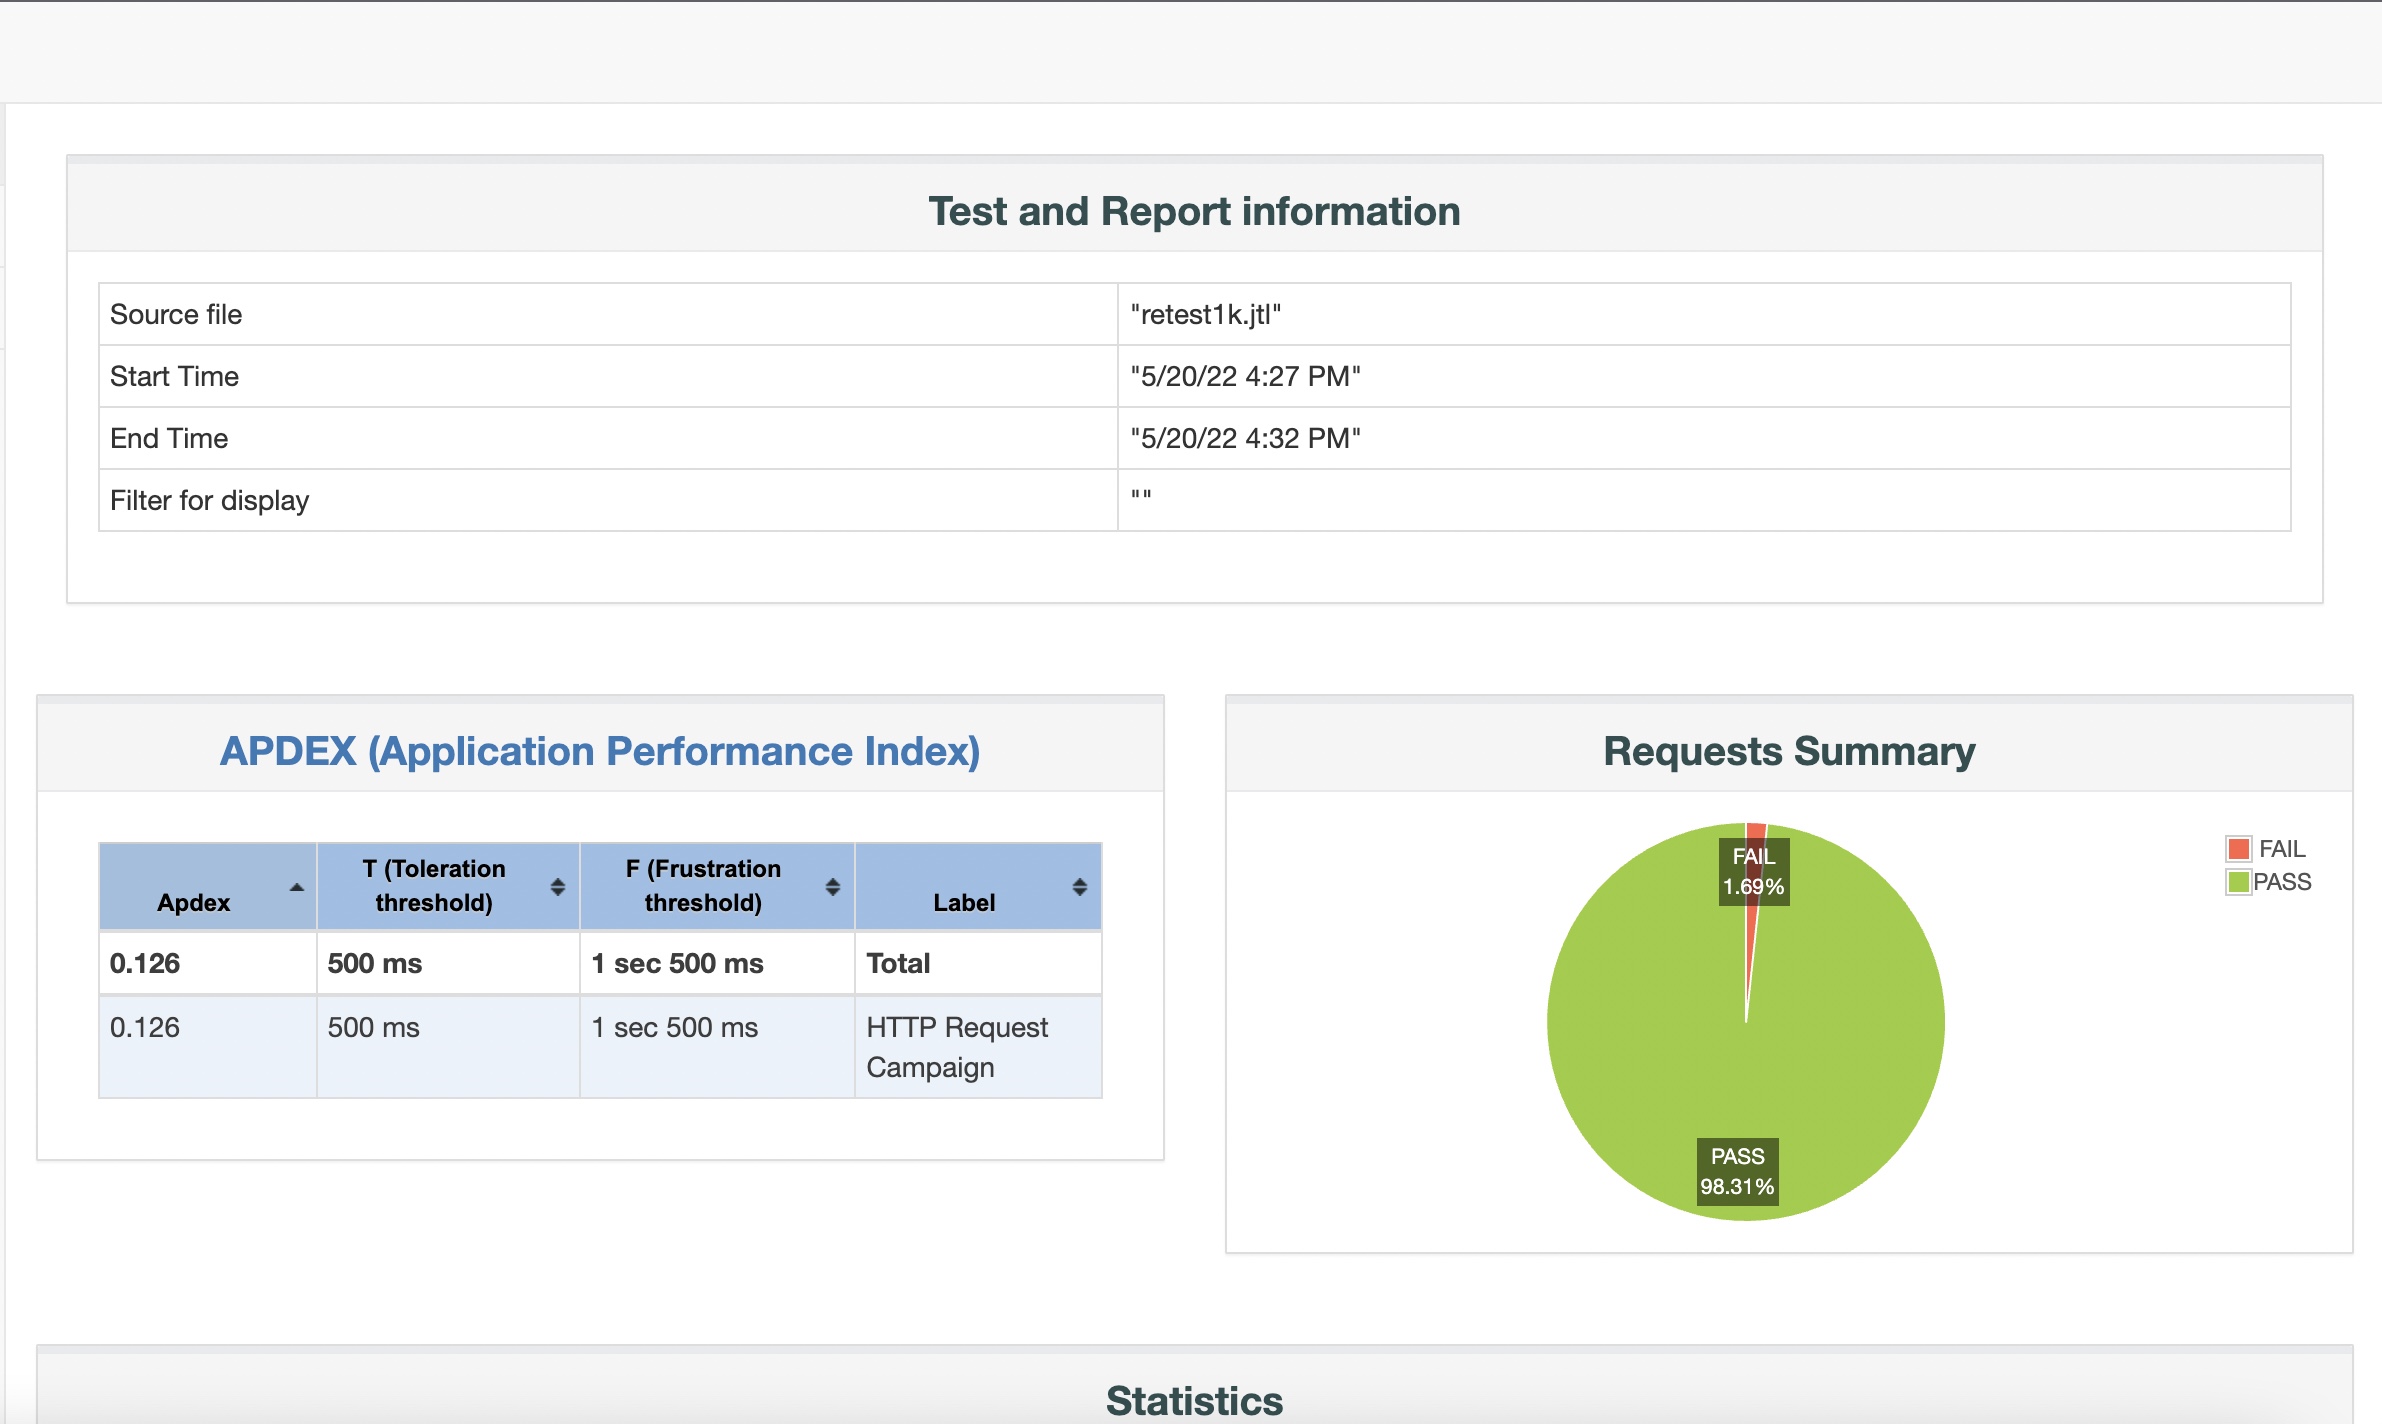 Test and Report information
Source file "retest1k.jtl"
Start Time "5/20/22 4:27 PM"
End Time "5/20/22 4:32 PM"
Filter for display ""
APDEX (Application Performance Index)
Apdex T (Toleration threshold) F (Frustration threshold) Label
0.126 500 ms 1 sec 500 ms Total
0.126 500 ms 1 sec 500 ms HTTP Request Campaign
Requests Summary
FAIL
1.69%
PASS
98.31%
FAIL
PASS
Statistics